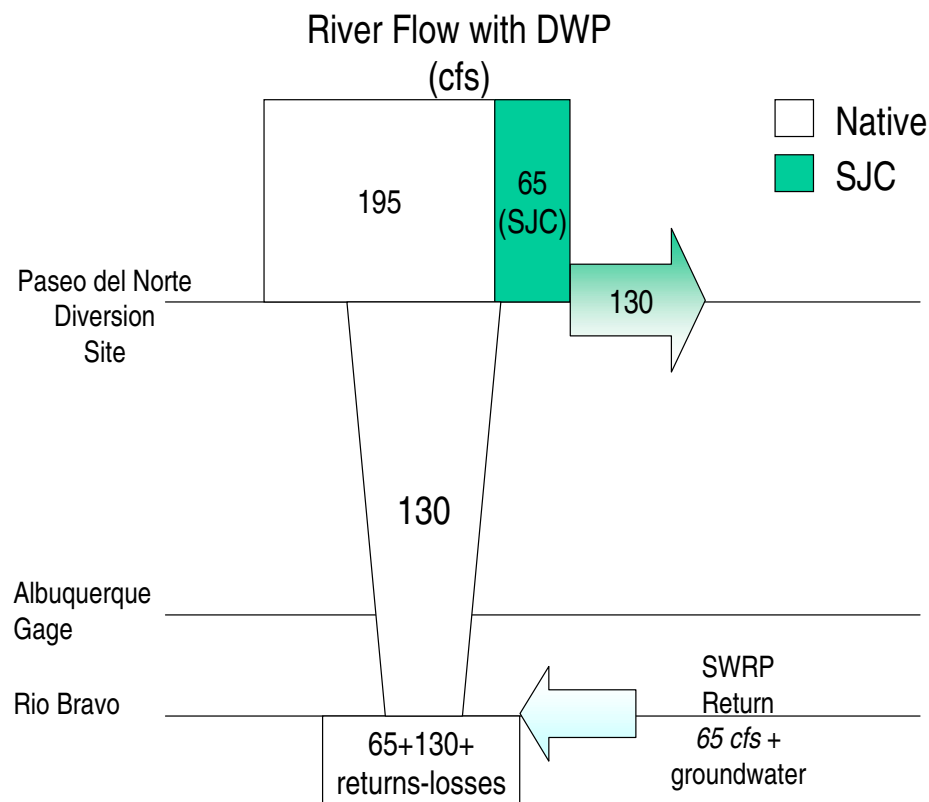 River Flow with DWP
(cfs)
Native
SJC
195
65
(SJC)
130
Paseo del Norte
Diversion
Site
130
Albuquerque
Gage
Rio Bravo
SWRP
Return
65 cfs +
groundwater
65+130+
returns-losses